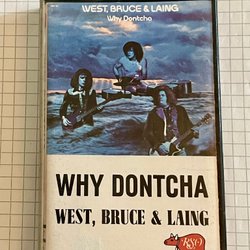 WEST, BRUCE & LAING
Why Dontcha
WHY DONTCHA
WEST, BRUCE & LAING
RSO